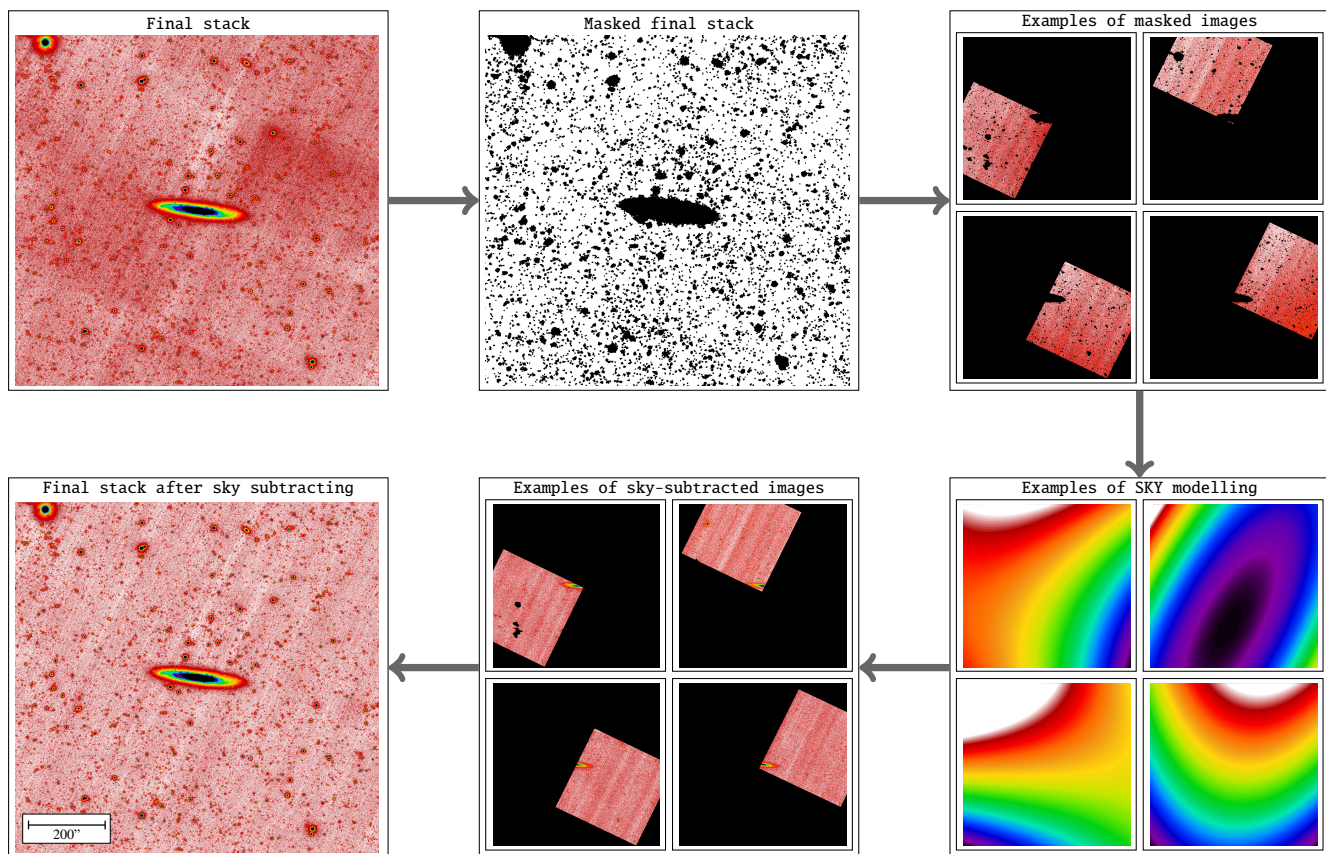 Final stack
Masked final stack
Examples of masked images
Final stack after sky subtracting
Examples of sky-subtracted images
Examples of SKY modelling
200”